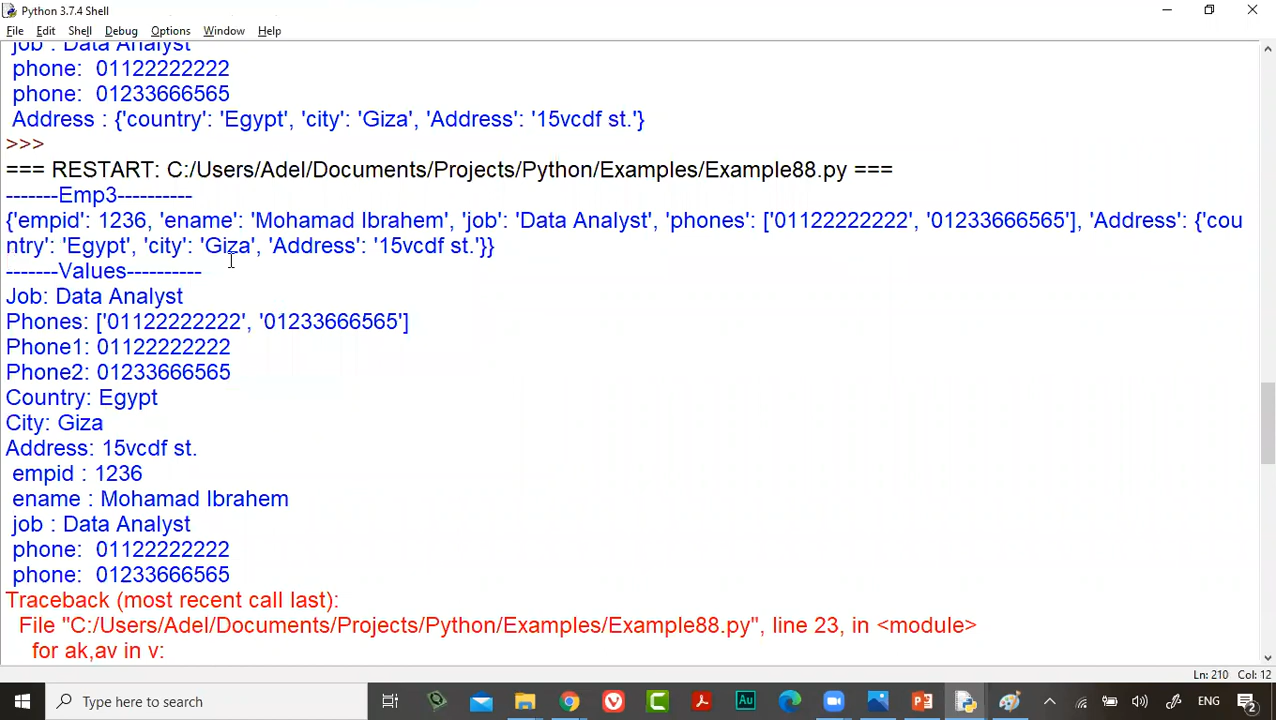 Python 3.7.4 Shell
File Edit Shell Debug Options Window Help
job : Data Analyst
phone:  01122222222
phone:  01233666565
Address : {'country': 'Egypt', 'city': 'Giza', 'Address': '15vcdf st.'}
>>>
=== RESTART: C:/Users/Adel/Documents/Projects/Python/Examples/Example88.py ===
-------Emp3----------
{'empid': 1236, 'ename': 'Mohamad Ibrahem', 'job': 'Data Analyst', 'phones': ['01122222222', '01233666565'], 'Address': {'cou
ntry': 'Egypt', 'city': 'Giza', 'Address': '15vcdf st.'}}
-------Values----------
Job: Data Analyst
Phones: ['01122222222', '01233666565']
Phone1: 01122222222
Phone2: 01233666565
Country: Egypt
City: Giza
Address: 15vcdf st.
empid : 1236
ename : Mohamad Ibrahem
job : Data Analyst
phone:  01122222222
phone:  01233666565
Traceback (most recent call last):
File "C:/Users/Adel/Documents/Projects/Python/Examples/Example88.py", line 23, in <module>
for ak,av in v:
Ln: 210 Col: 12
Type here to search
Au
ENG
2